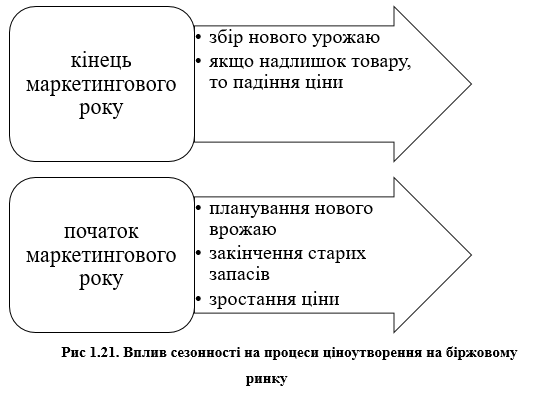 кінець
маркетингового
року
• збір нового урожаю
• якщо надлишок товару,
то падіння ціни
початок
маркетингового
року
• планування нового
врожаю
• закінчення старих
запасів
• зростання ціни
Рис 1.21. Вплив сезонності на процеси ціноутворення на біржовому
ринку